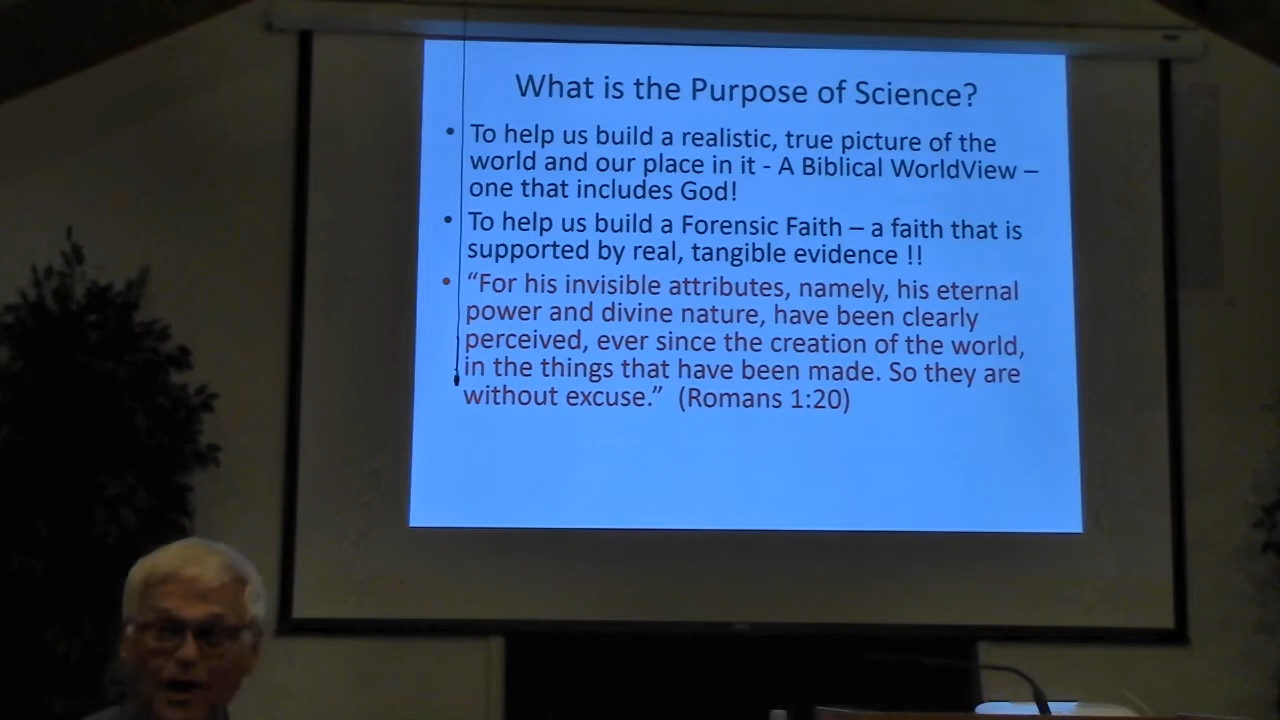 What is the Purpose of Science?
• To help us build a realistic, true picture of the
world and our place in it - A Biblical WorldView –
one that includes God!
• To help us build a Forensic Faith – a faith that is
supported by real, tangible evidence !!
• “For his invisible attributes, namely, his eternal
power and divine nature, have been clearly
perceived, ever since the creation of the world,
in the things that have been made. So they are
without excuse.” (Romans 1:20)